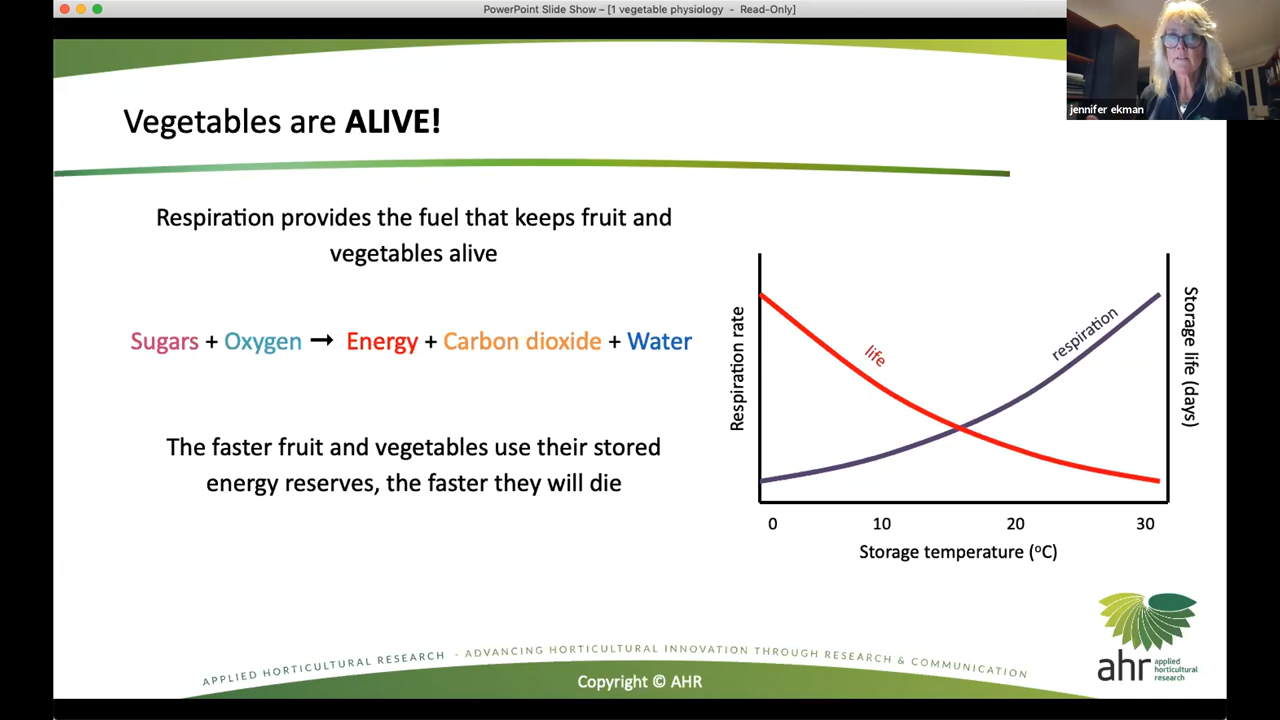 PowerPoint Slide Show – [1 vegetable physiology - Read-Only]
jennifer ekman
Vegetables are ALIVE!
Respiration provides the fuel that keeps fruit and
vegetables alive
Sugars + Oxygen → Energy + Carbon dioxide + Water
The faster fruit and vegetables use their stored
energy reserves, the faster they will die
Respiration rate
life
respiration
Storage life (days)
0 10 20 30
Storage temperature (°C)
APPLIED HORTICULTURAL RESEARCH - ADVANCING HORTICULTURAL INNOVATION THROUGH RESEARCH & COMMUNICATION
Copyright © AHR
ahr applied
horticultural
research